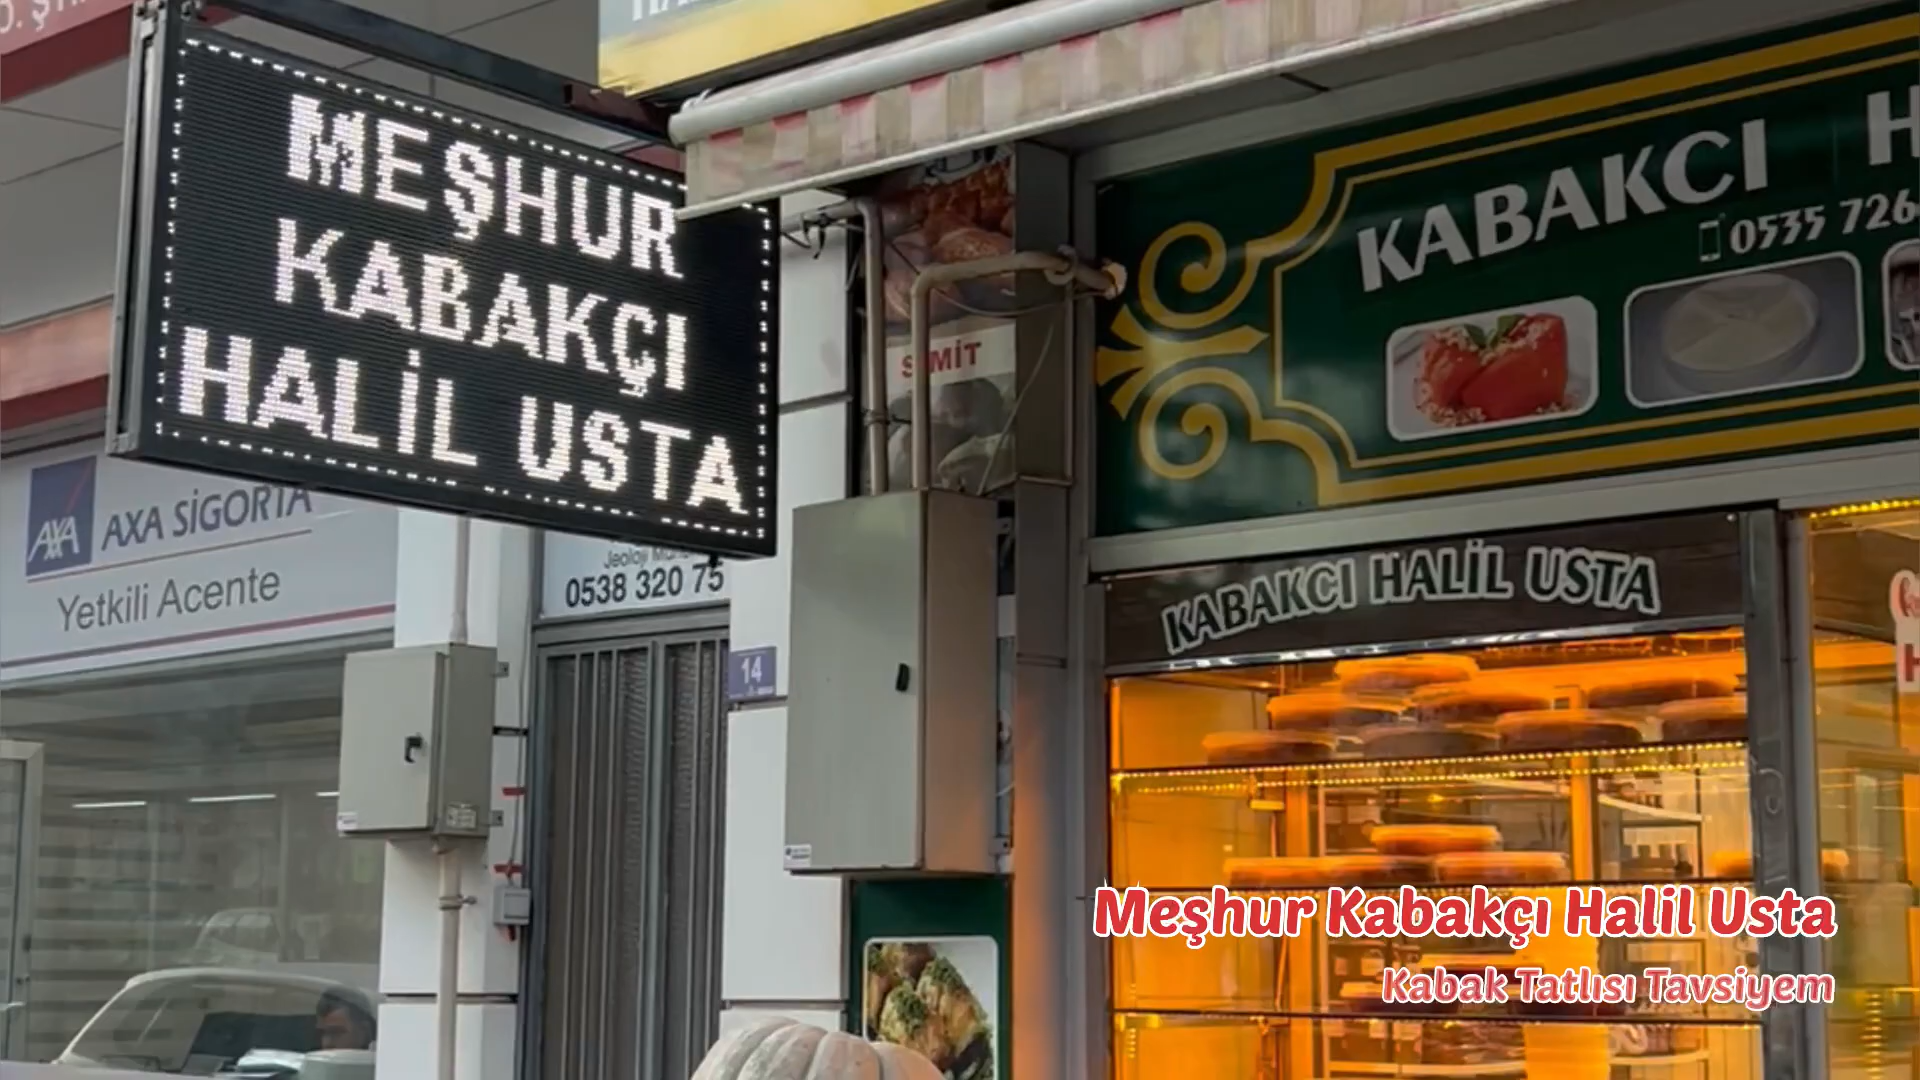 MEŞHUR
KABAKÇI
HALİL USTA
KABAKCI
0535 726
SİMİT
AXA AXA SİGORTA
Yetkili Acente
Jeoloji
0538 320 75
14
KABAKCI HALİL USTA
Meşhur Kabakçı Halil Usta
Kabak Tatlısı Tavsiyem